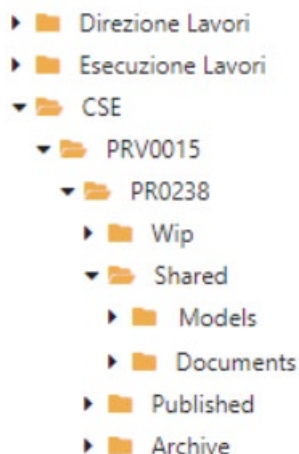 Direzione Lavori
Esecuzione Lavori
CSE
PRV0015
PR0238
Wip
Shared
Models
Documents
Published
Archive